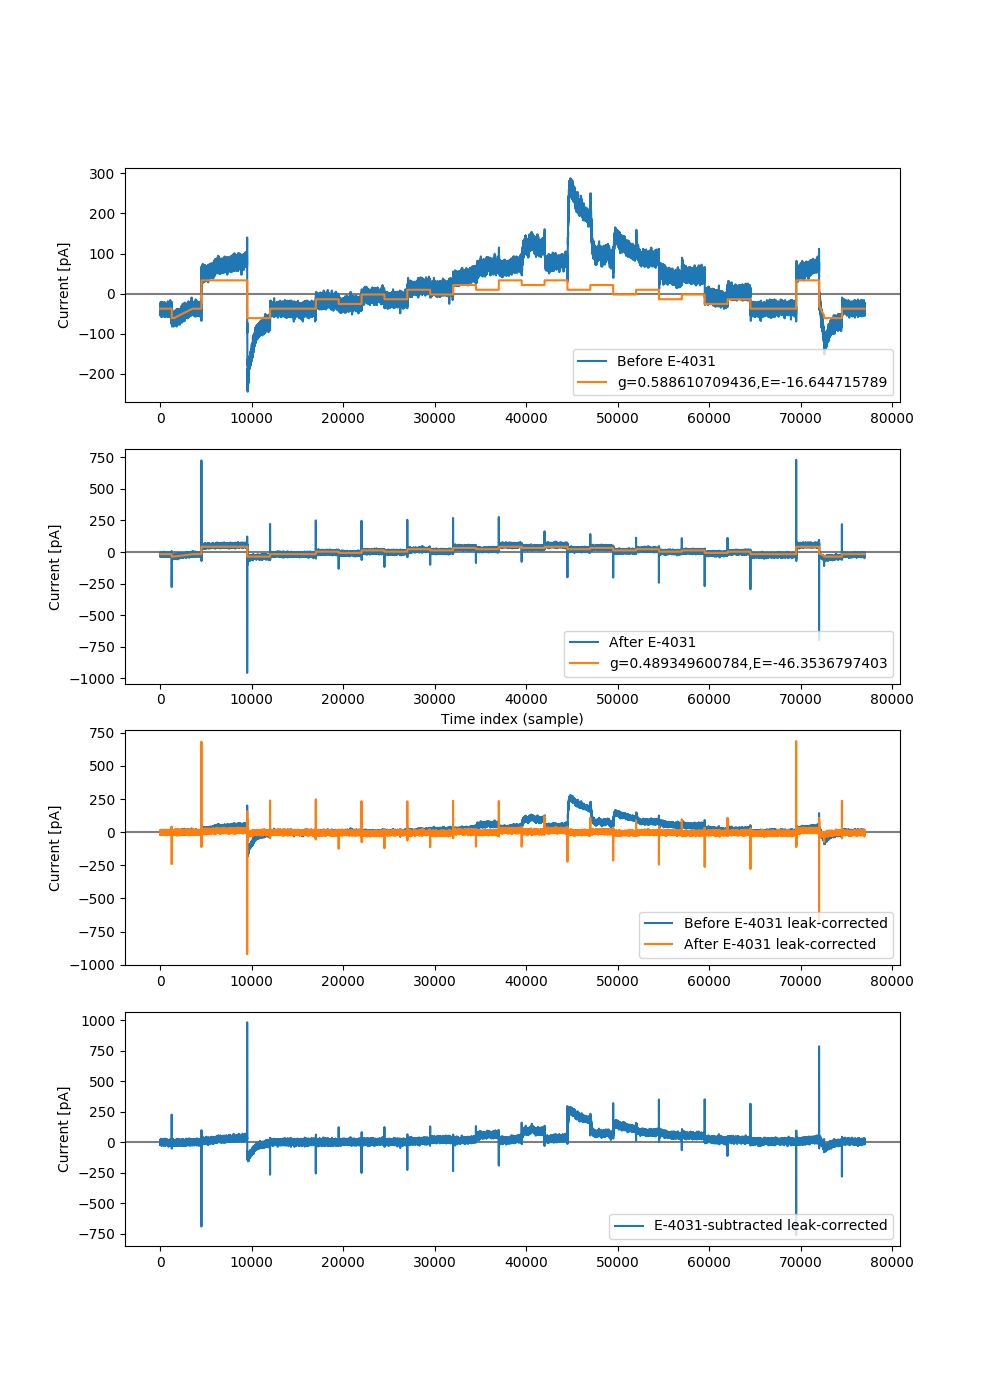 300
200
100
0
−100
−200
Current [pA]
Before E-4031
g=0.588610709436,E=-16.644715789
0 10000 20000 30000 40000 50000 60000 70000 80000
750
500
250
0
−250
−500
−750
−1000
Current [pA]
After E-4031
g=0.489349600784,E=-46.3536797403
0 10000 20000 30000 40000 50000 60000 70000 80000
Time index (sample)
750
500
250
0
−250
−500
−750
−1000
Current [pA]
Before E-4031 leak-corrected
After E-4031 leak-corrected
0 10000 20000 30000 40000 50000 60000 70000 80000
1000
750
500
250
0
−250
−500
−750
Current [pA]
E-4031-subtracted leak-corrected
0 10000 20000 30000 40000 50000 60000 70000 80000